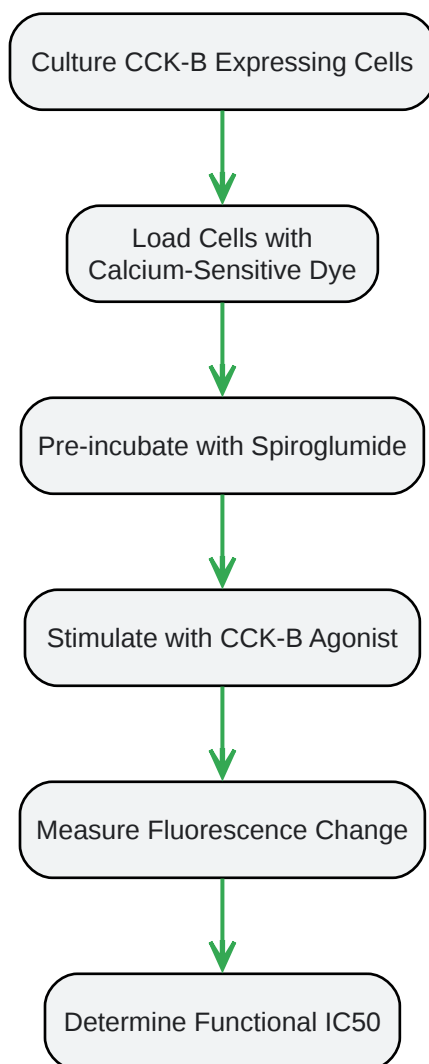 Culture CCK-B Expressing Cells
Load Cells with
Calcium-Sensitive Dye
Pre-incubate with Spiroglumide
Stimulate with CCK-B Agonist
Measure Fluorescence Change
Determine Functional IC50